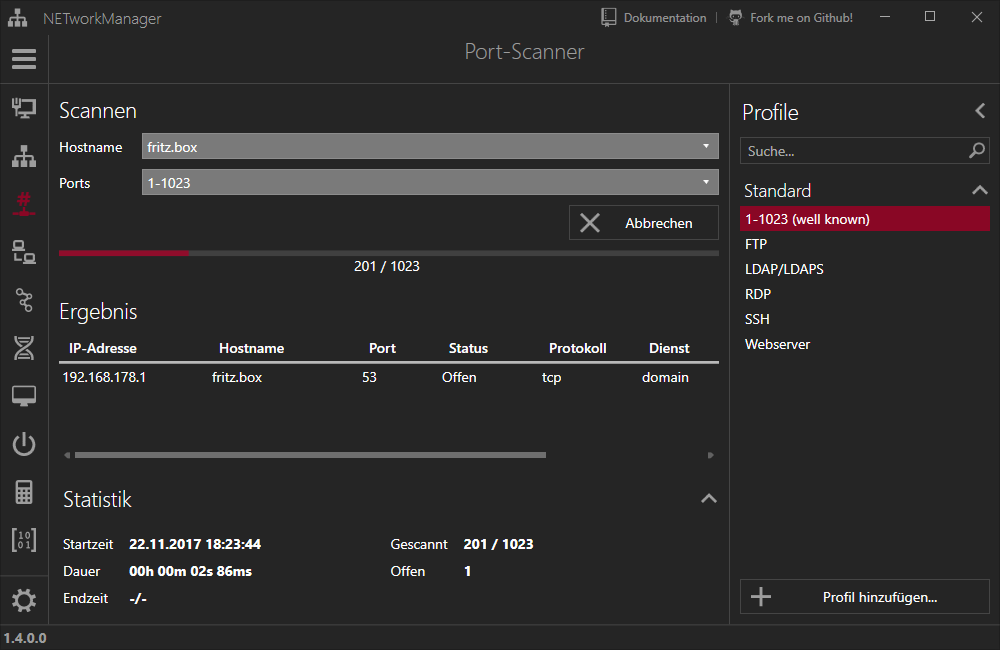 NETworkManager
Dokumentation
Fork me on Github!
Port-Scanner
Scannen
Hostname fritz.box
Ports 1-1023
Abbrechen
201 / 1023
Ergebnis
IP-Adresse Hostname Port Status Protokoll Dienst
192.168.178.1 fritz.box 53 Offen tcp domain
Statistik
Startzeit 22.11.2017 18:23:44 Gescannt 201 / 1023
Dauer 00h 00m 02s 86ms Offen 1
Endzeit -/-
Profile
Suche...
Standard
1-1023 (well known)
FTP
LDAP/LDAPS
RDP
SSH
Webserver
Profil hinzufügen...
#
10
01
1.4.0.0